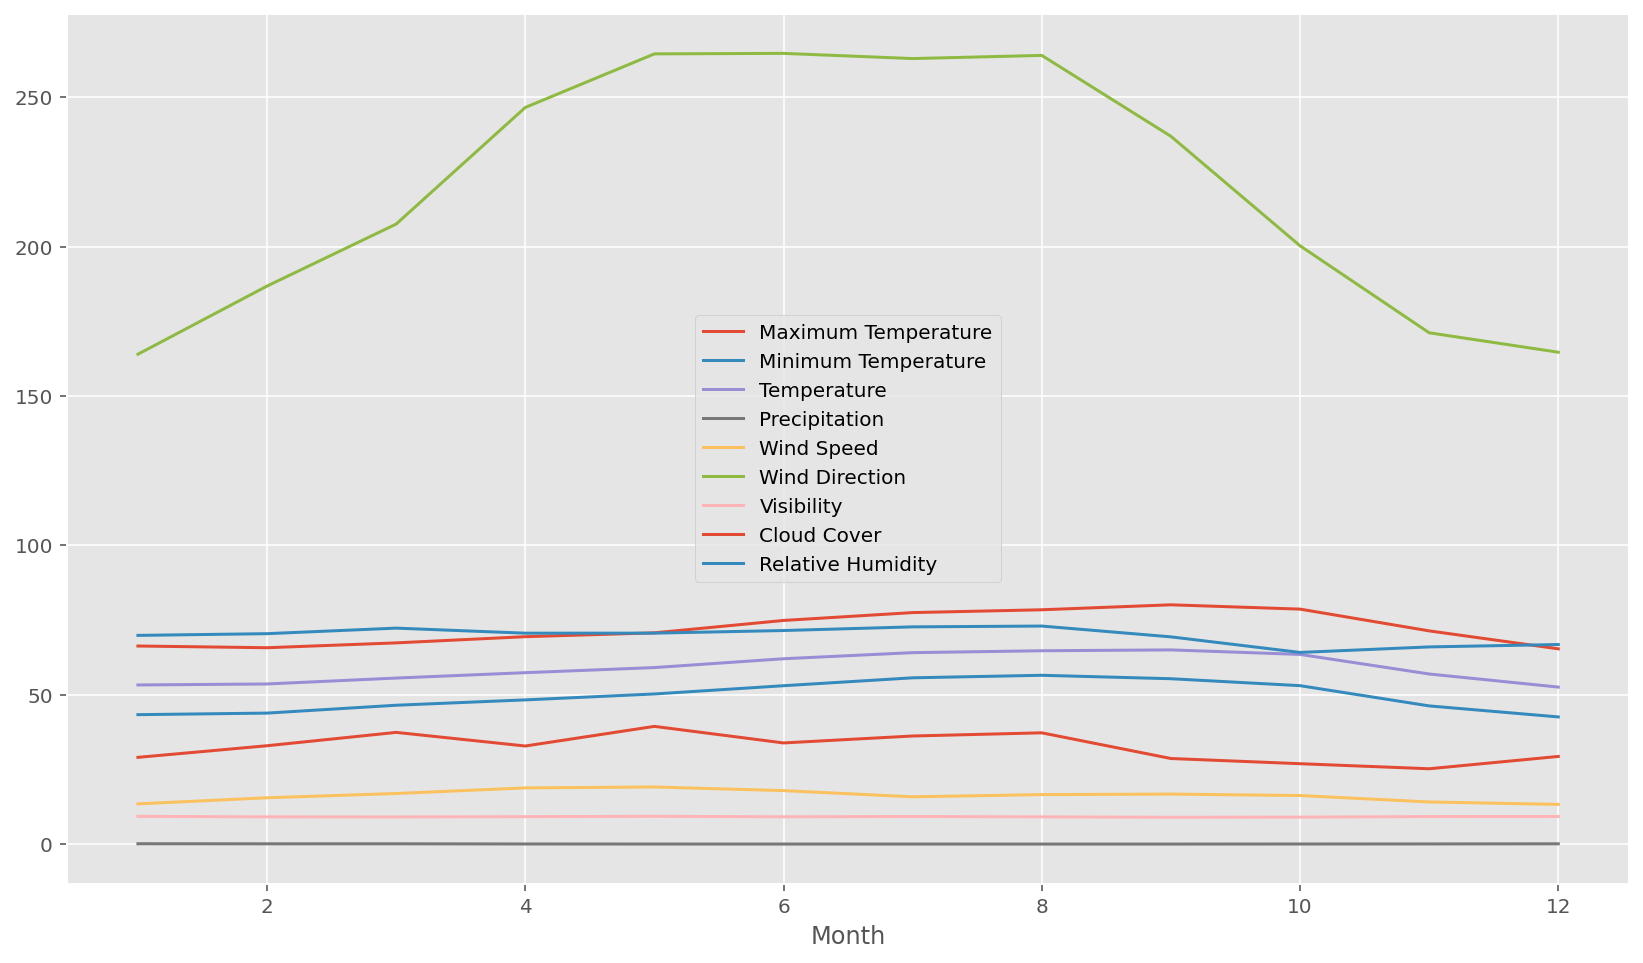 250
200
150
100
50
0
Maximum Temperature
Minimum Temperature
Temperature
Precipitation
Wind Speed
Wind Direction
Visibility
Cloud Cover
Relative Humidity
2 4 6 8 10 12
Month